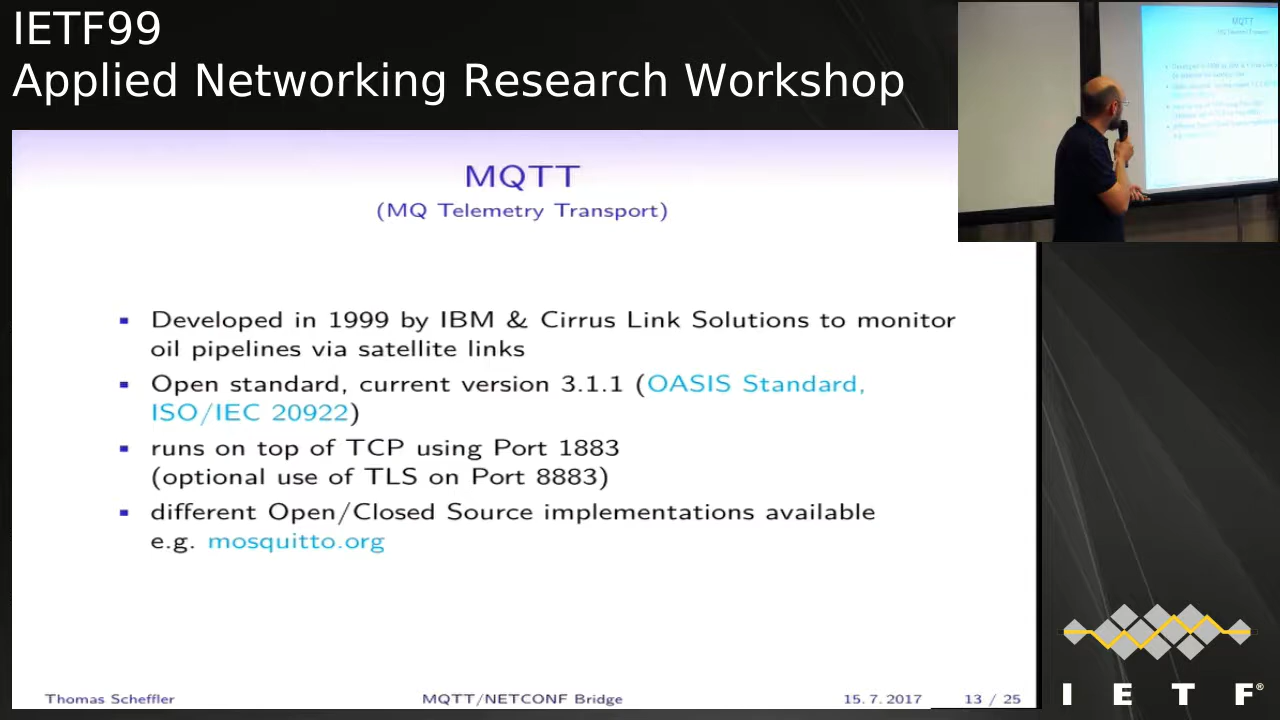 IETF99
Applied Networking Research Workshop
MQTT
(MQ Telemetry Transport)
▪ Developed in 1999 by IBM & Cirrus Link Solutions to monitor
oil pipelines via satellite links
▪ Open standard, current version 3.1.1 (OASIS Standard,
ISO/IEC 20922)
▪ runs on top of TCP using Port 1883
(optional use of TLS on Port 8883)
▪ different Open/Closed Source implementations available
e.g. mosquitto.org
Thomas Scheffler MQTT/NETCONF Bridge 15.7.2017 13 / 25
MQTT
I E T F®